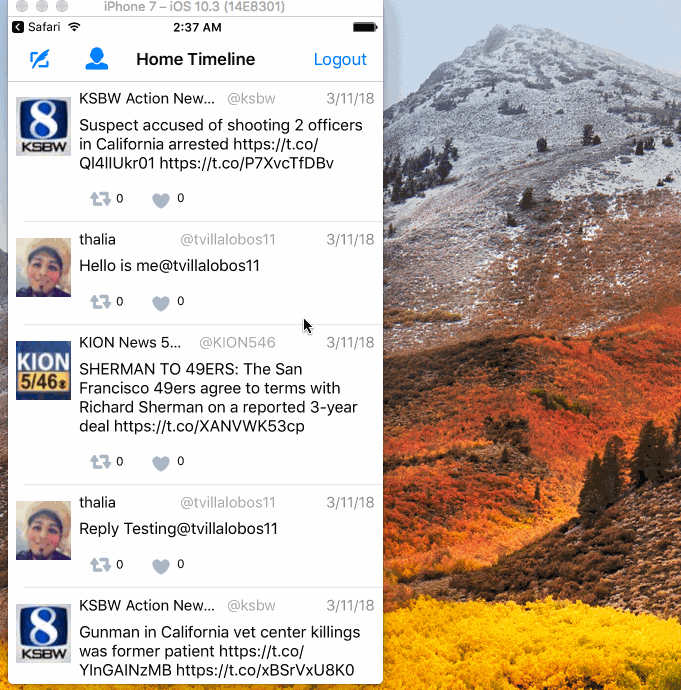 iPhone 7 – iOS 10.3 (14E8301)
Safari 2:37 AM
Home Timeline Logout
KSBW Action New... @ksbw 3/11/18
8
KSBW
Suspect accused of shooting 2 officers
in California arrested https://t.co/
Ql4lIUkr01 https://t.co/P7XvcTfDBv
0 0
thalia @tvillalobos11 3/11/18
Hello is me@tvillalobos11
0 0
KION News 5... @KION546 3/11/18
KION
5/46
SHERMAN TO 49ERS: The San
Francisco 49ers agree to terms with
Richard Sherman on a reported 3-year
deal https://t.co/XANVWK53cp
0 0
thalia @tvillalobos11 3/11/18
Reply Testing@tvillalobos11
0 0
KSBW Action New... @ksbw 3/11/18
8
KSBW
Gunman in California vet center killings
was former patient https://t.co/
YlnGAlNzMB https://t.co/xBSrVxU8K0